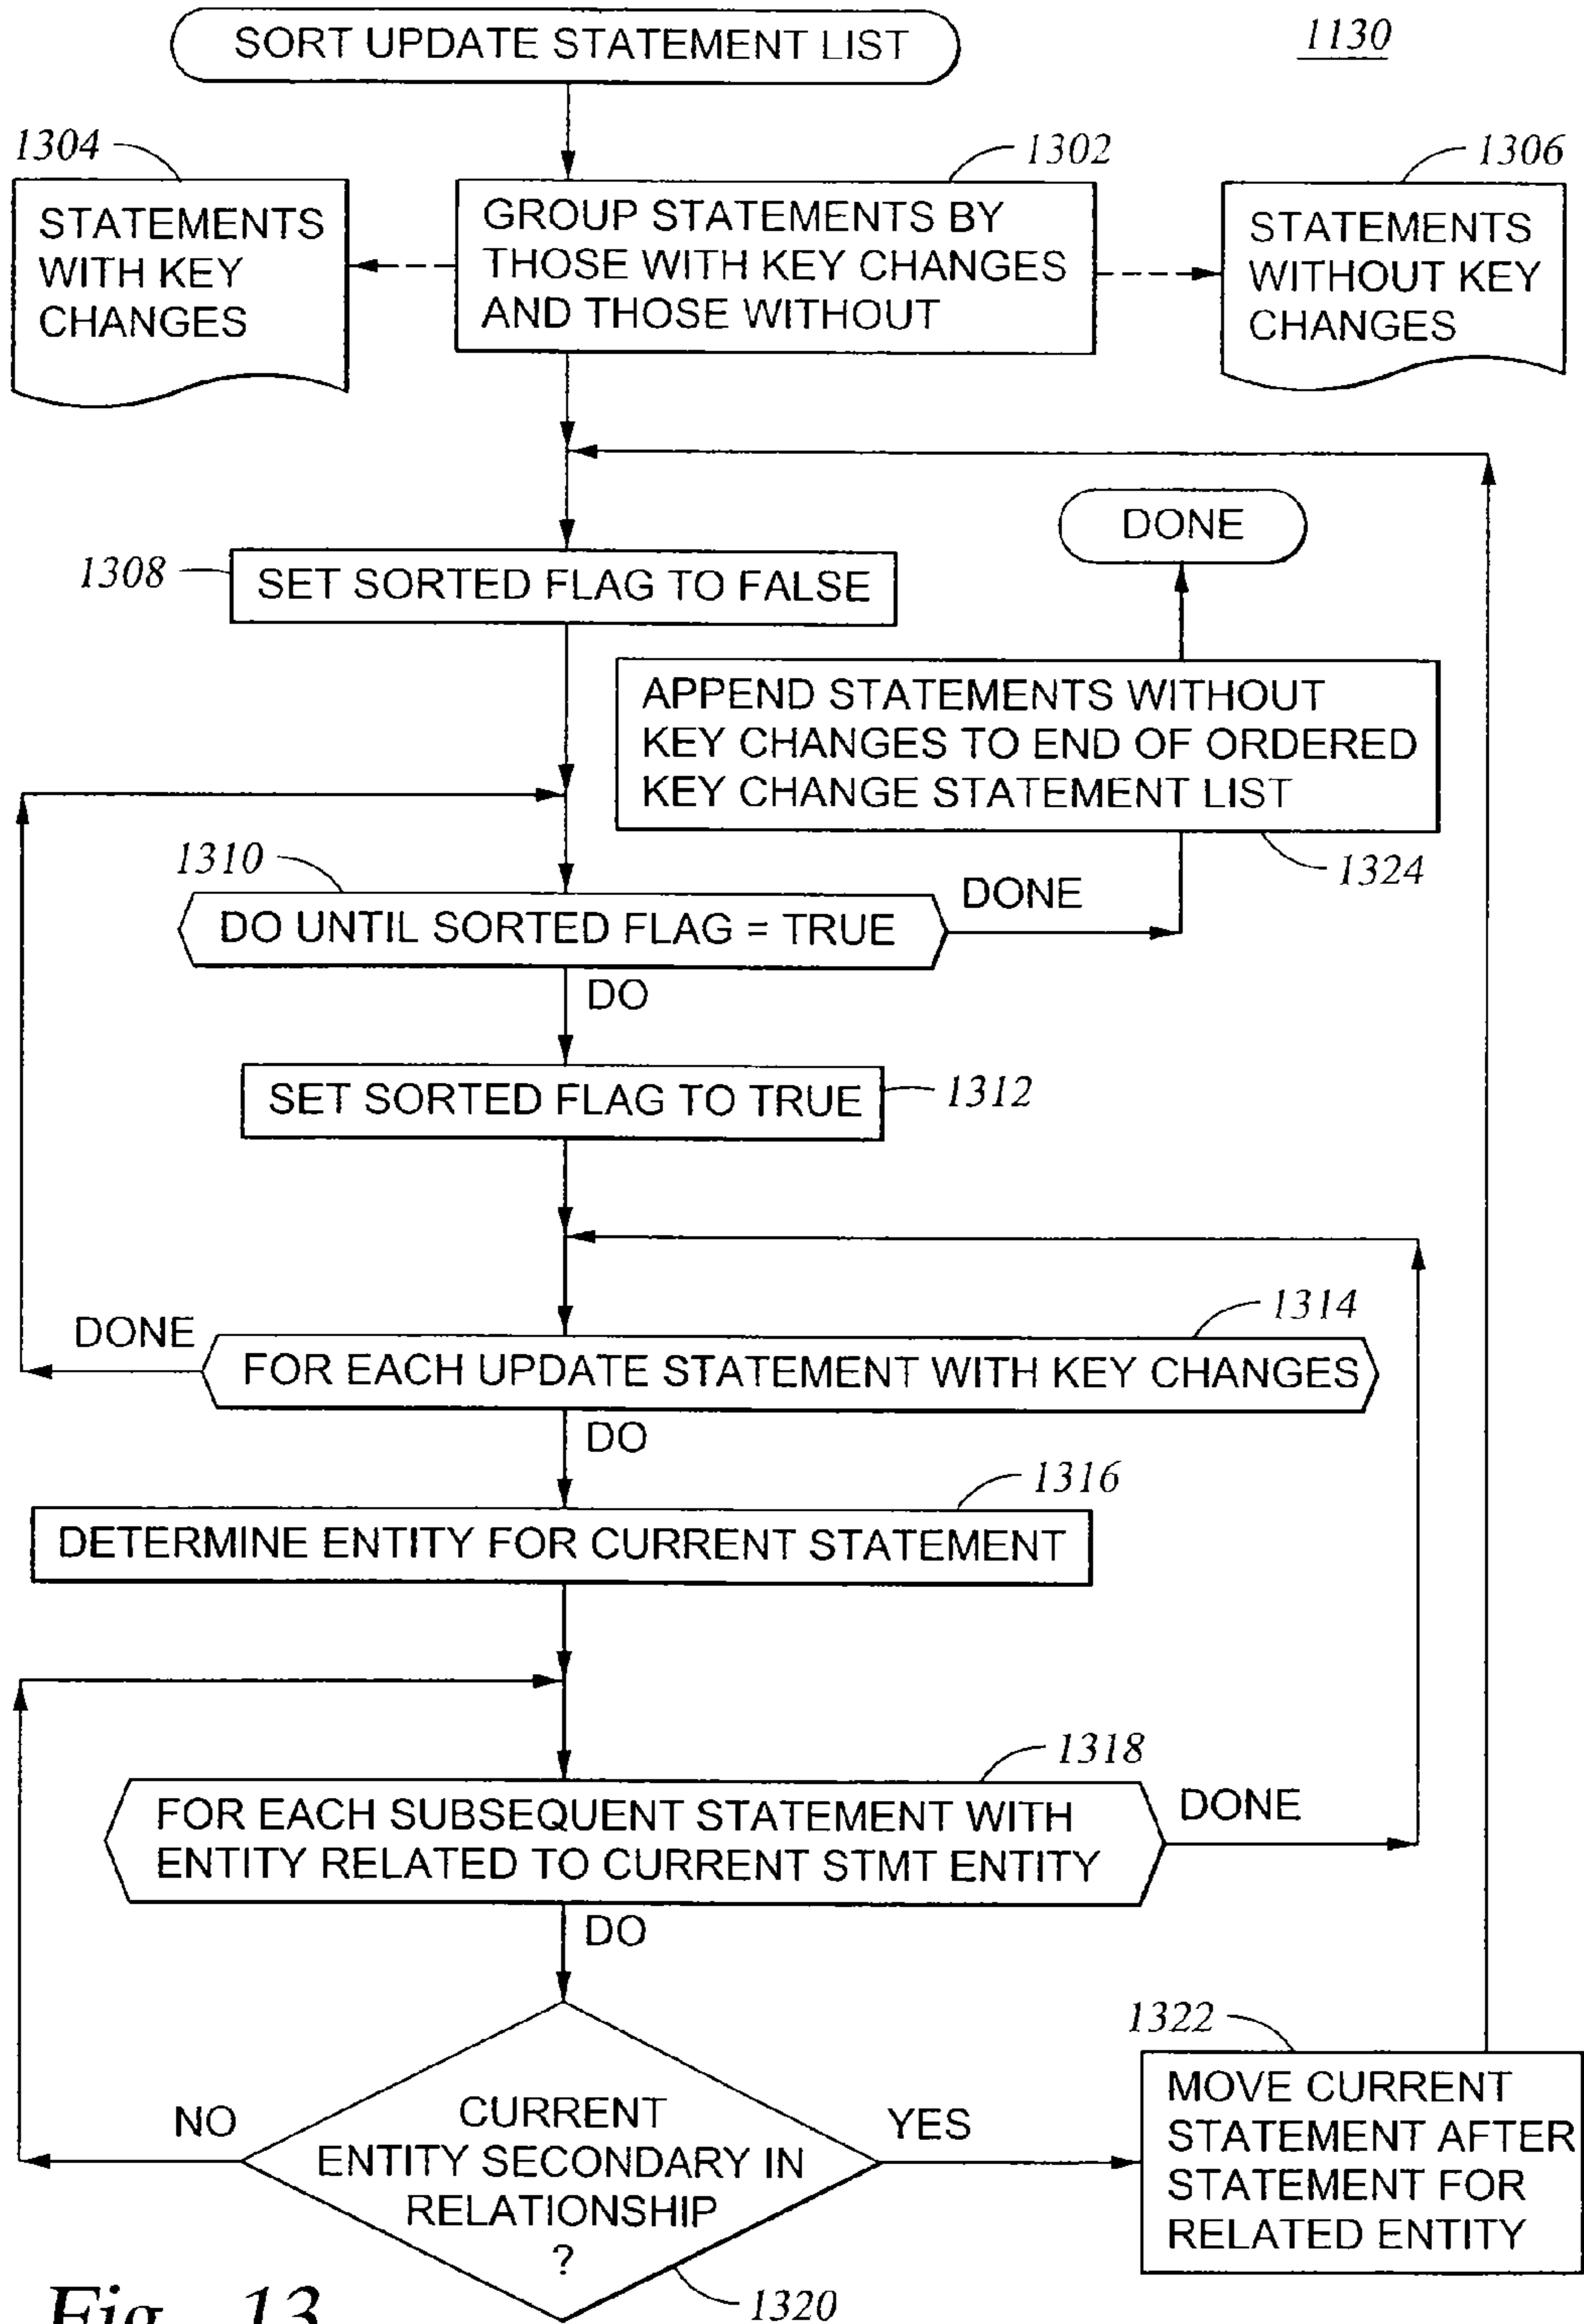 SORT UPDATE STATEMENT LIST
1130
1304
1302
1306
STATEMENTS
WITH KEY
CHANGES
GROUP STATEMENTS BY
THOSE WITH KEY CHANGES
AND THOSE WITHOUT
STATEMENTS
WITHOUT KEY
CHANGES
DONE
1308
SET SORTED FLAG TO FALSE
APPEND STATEMENTS WITHOUT
KEY CHANGES TO END OF ORDERED
KEY CHANGE STATEMENT LIST
1324
1310
DO UNTIL SORTED FLAG = TRUE
DONE
DO
SET SORTED FLAG TO TRUE
1312
1314
DONE
FOR EACH UPDATE STATEMENT WITH KEY CHANGES
DO
1316
DETERMINE ENTITY FOR CURRENT STATEMENT
1318
FOR EACH SUBSEQUENT STATEMENT WITH
ENTITY RELATED TO CURRENT STMT ENTITY
DONE
DO
1322
NO
CURRENT
ENTITY SECONDARY IN
RELATIONSHIP
?
YES
MOVE CURRENT
STATEMENT AFTER
STATEMENT FOR
RELATED ENTITY
1320
Fig. 13